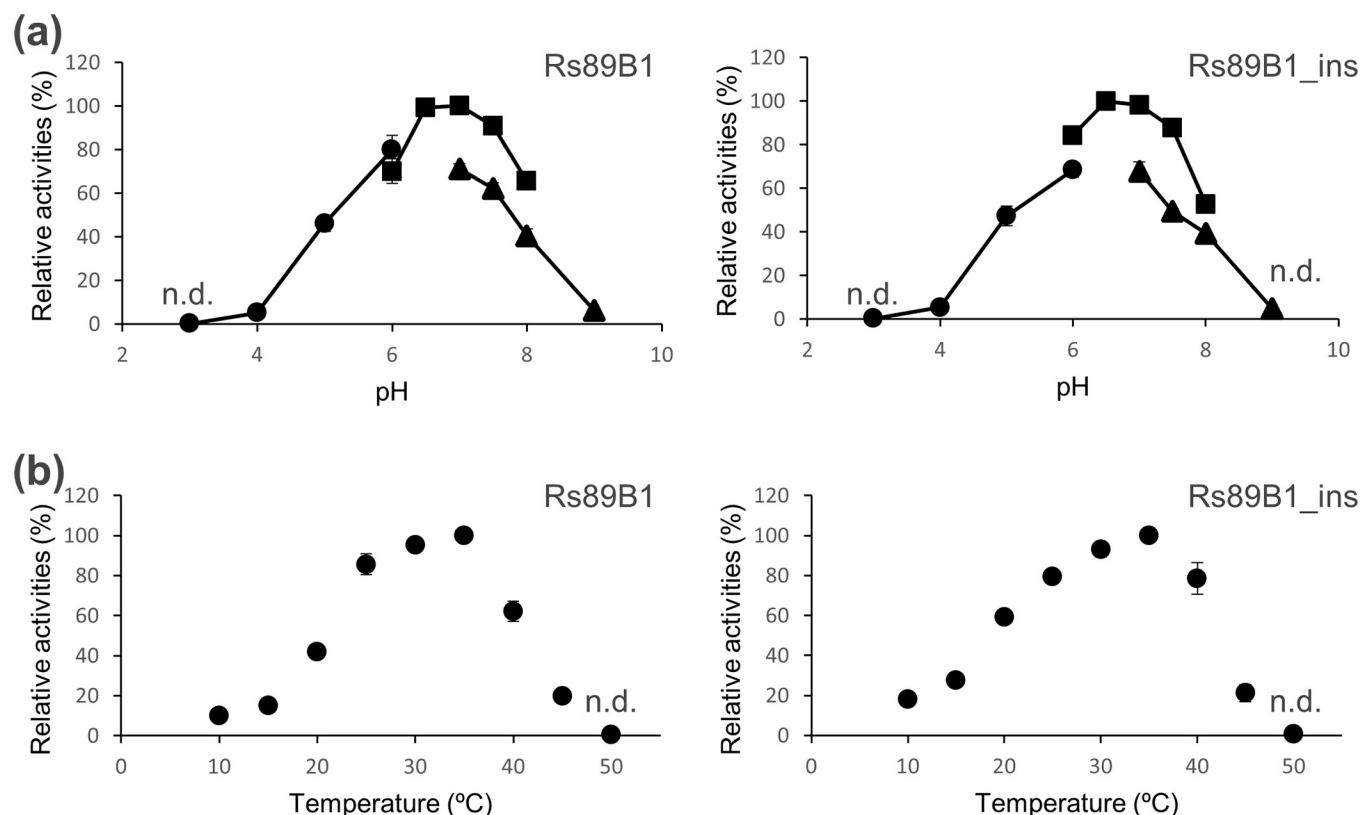 (a)
Rs89B1
Relative activities (%)
120
100
80
60
40
20
0
n.d.
2 4 6 8 10
pH
Rs89B1_ins
Relative activities (%)
120
100
80
60
40
20
0
n.d.
n.d.
2 4 6 8 10
pH
(b)
Rs89B1
Relative activities (%)
120
100
80
60
40
20
0
n.d.
0 10 20 30 40 50
Temperature (ºC)
Rs89B1_ins
Relative activities (%)
120
100
80
60
40
20
0
n.d.
0 10 20 30 40 50
Temperature (ºC)